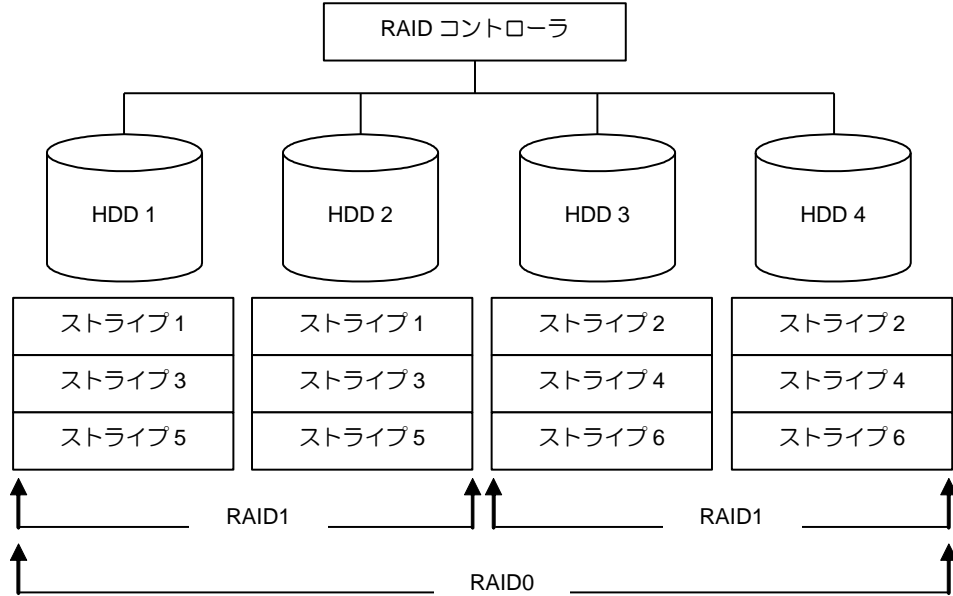 RAID コントローラ
HDD 1
HDD 2
HDD 3
HDD 4
ストライプ 1
ストライプ 1
ストライプ 2
ストライプ 2
ストライプ 3
ストライプ 3
ストライプ 4
ストライプ 4
ストライプ 5
ストライプ 5
ストライプ 6
ストライプ 6
RAID1
RAID1
RAID0